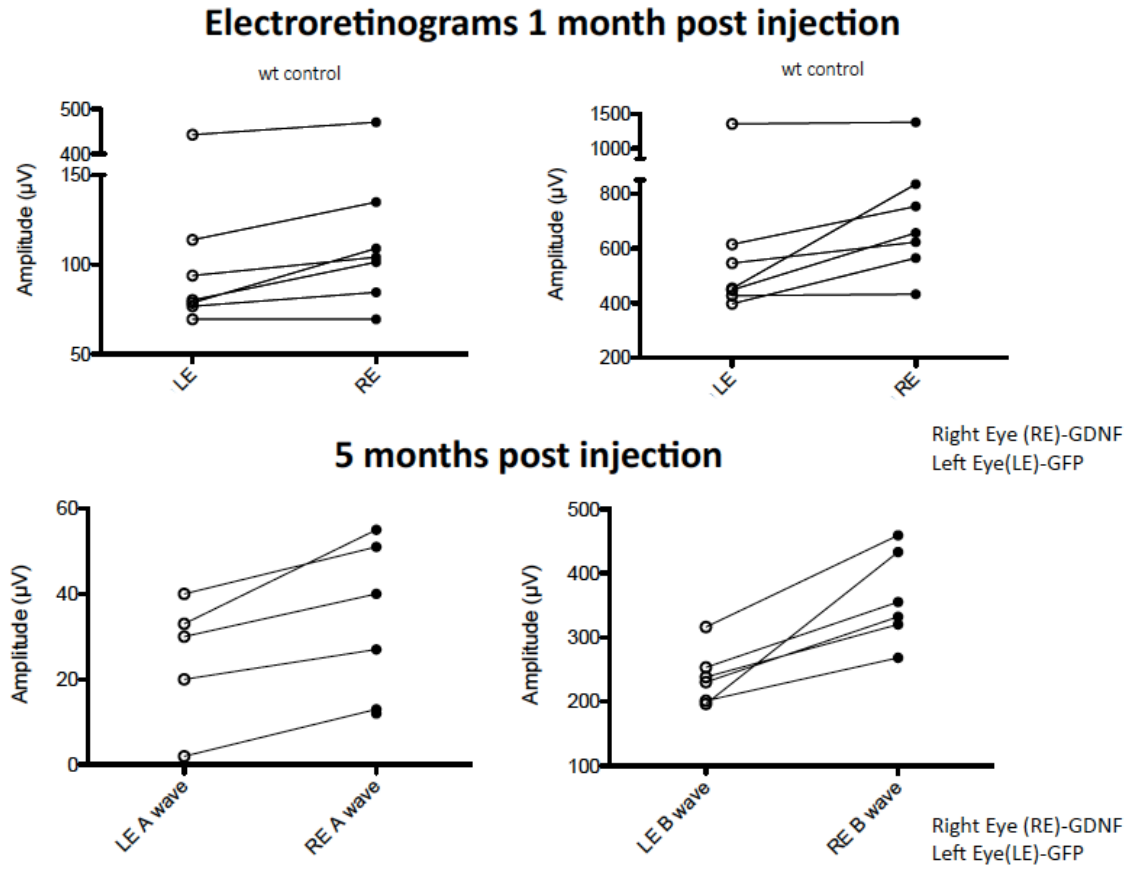 Electroretinograms 1 month post injection
wt control
wt control
Amplitude (µV)
500
400
150
100
50
LE
RE
Amplitude (µV)
1500
1000
800
600
400
200
LE
RE
Right Eye (RE)-GDNF
Left Eye(LE)-GFP
5 months post injection
Amplitude (µV)
60
40
20
0
LE A wave
RE A wave
Amplitude (µV)
500
400
300
200
100
LE B wave
RE B wave
Right Eye (RE)-GDNF
Left Eye(LE)-GFP